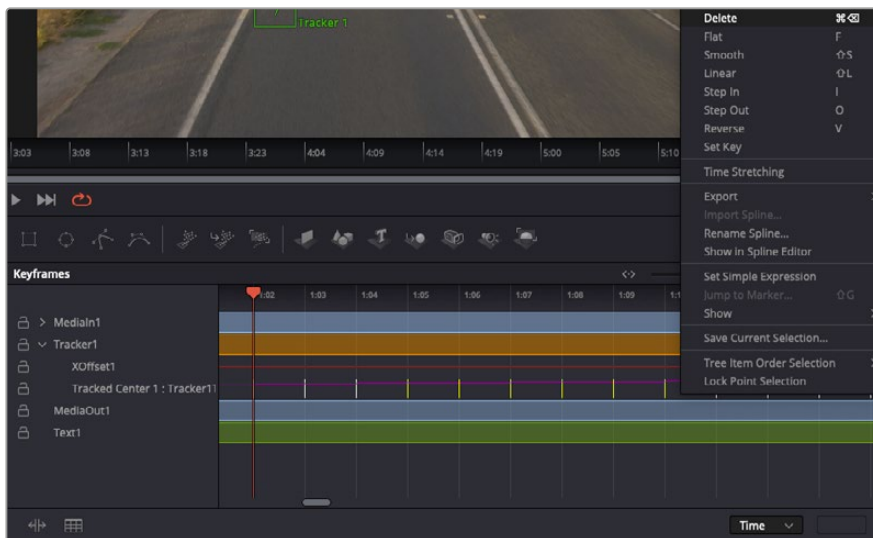 Tracker 1
3:03 3:08 3:13 3:18 3:23 4:04 4:09 4:14 4:19 5:00 5:05 5:10
Delete ⌘⌫
Flat F
Smooth ⇧S
Linear ⇧L
Step In I
Step Out O
Reverse V
Set Key
Time Stretching
Export
Import Spline...
Rename Spline...
Show in Spline Editor
Set Simple Expression
Jump to Marker... ⇧G
Show
Save Current Selection...
Tree Item Order Selection
Lock Point Selection
Keyframes
1:02 1:03 1:04 1:05 1:06 1:07 1:08 1:09
MediaIn1
Tracker1
XOffset1
Tracked Center 1 : Tracker11
MediaOut1
Text1
Time